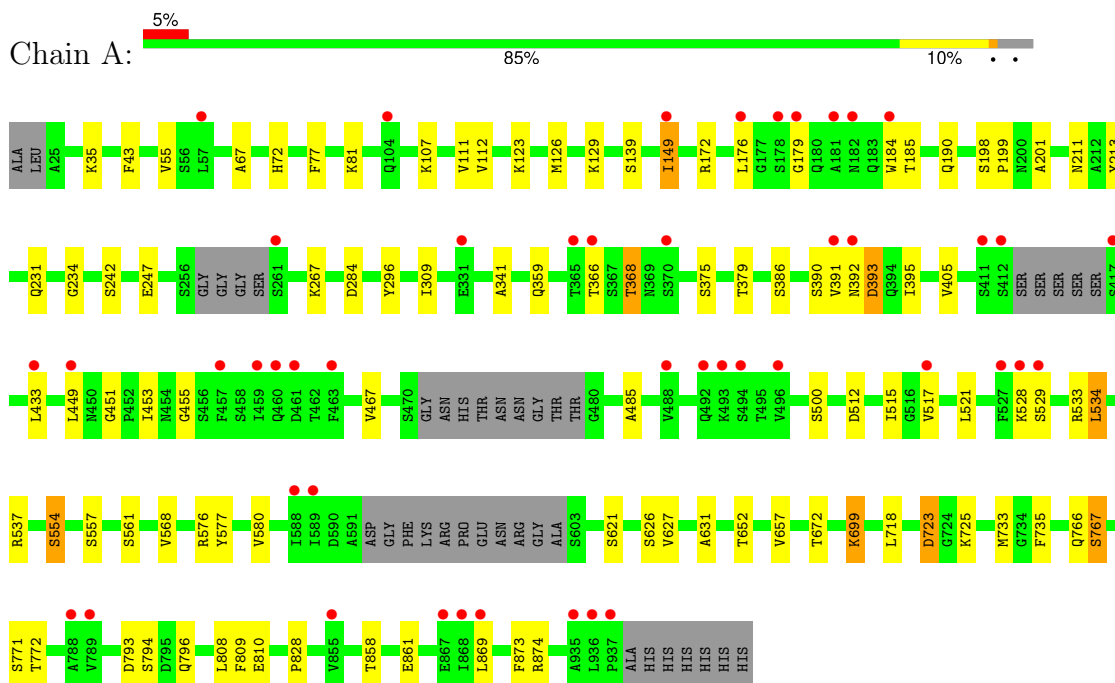 5%
Chain A:
85% 10% • •
ALA LEU A25 K35 F43 V55 S56 L57 A67 H72 F77 K81 Q104 K107 V111 V112 K123 M126 K129 S139 I149 R172 L176 G177 S178 G179 Q180 A181 N182 Q183 W184 T185 Q190 S198 P199 N200 A201 N211 A212 Y213
Q231 G234 S242 E247 S256 GLY GLY GLY SER S261 K267 D284 Y296 I309 E331 A341 Q359 T365 T366 S367 T368 N369 S370 S375 T379 S386 S390 V391 N392 D393 Q394 I395 V405 S411 S412 SER SER SER SER SER S417
L433 L449 N450 G451 P452 I453 N454 G455 S456 F457 S458 I459 Q460 D461 T462 F463 V467 S470 GLY ASN HIS THR ASN ASN GLY THR THR G480 A485 V488 Q492 K493 S494 T495 V496 S500 D512 I515 G516 V517 L521 F527 K528 S529 R533 L534
R537 S554 S557 S561 V568 R576 Y577 V580 I588 I589 D590 A591 ASP GLY PHE LYS ARG PRO GLU ASN ARG GLY ALA S603 S621 S626 V627 A631 T652 V657 T672 K699 L718 D723 G724 K725 M733 G734 F735 Q766 S767
S771 T772 A788 V789 D793 S794 D795 Q796 L808 F809 E810 P828 V855 T858 E861 E867 I868 L869 F873 R874 A935 L936 P937 ALA HIS HIS HIS HIS HIS HIS